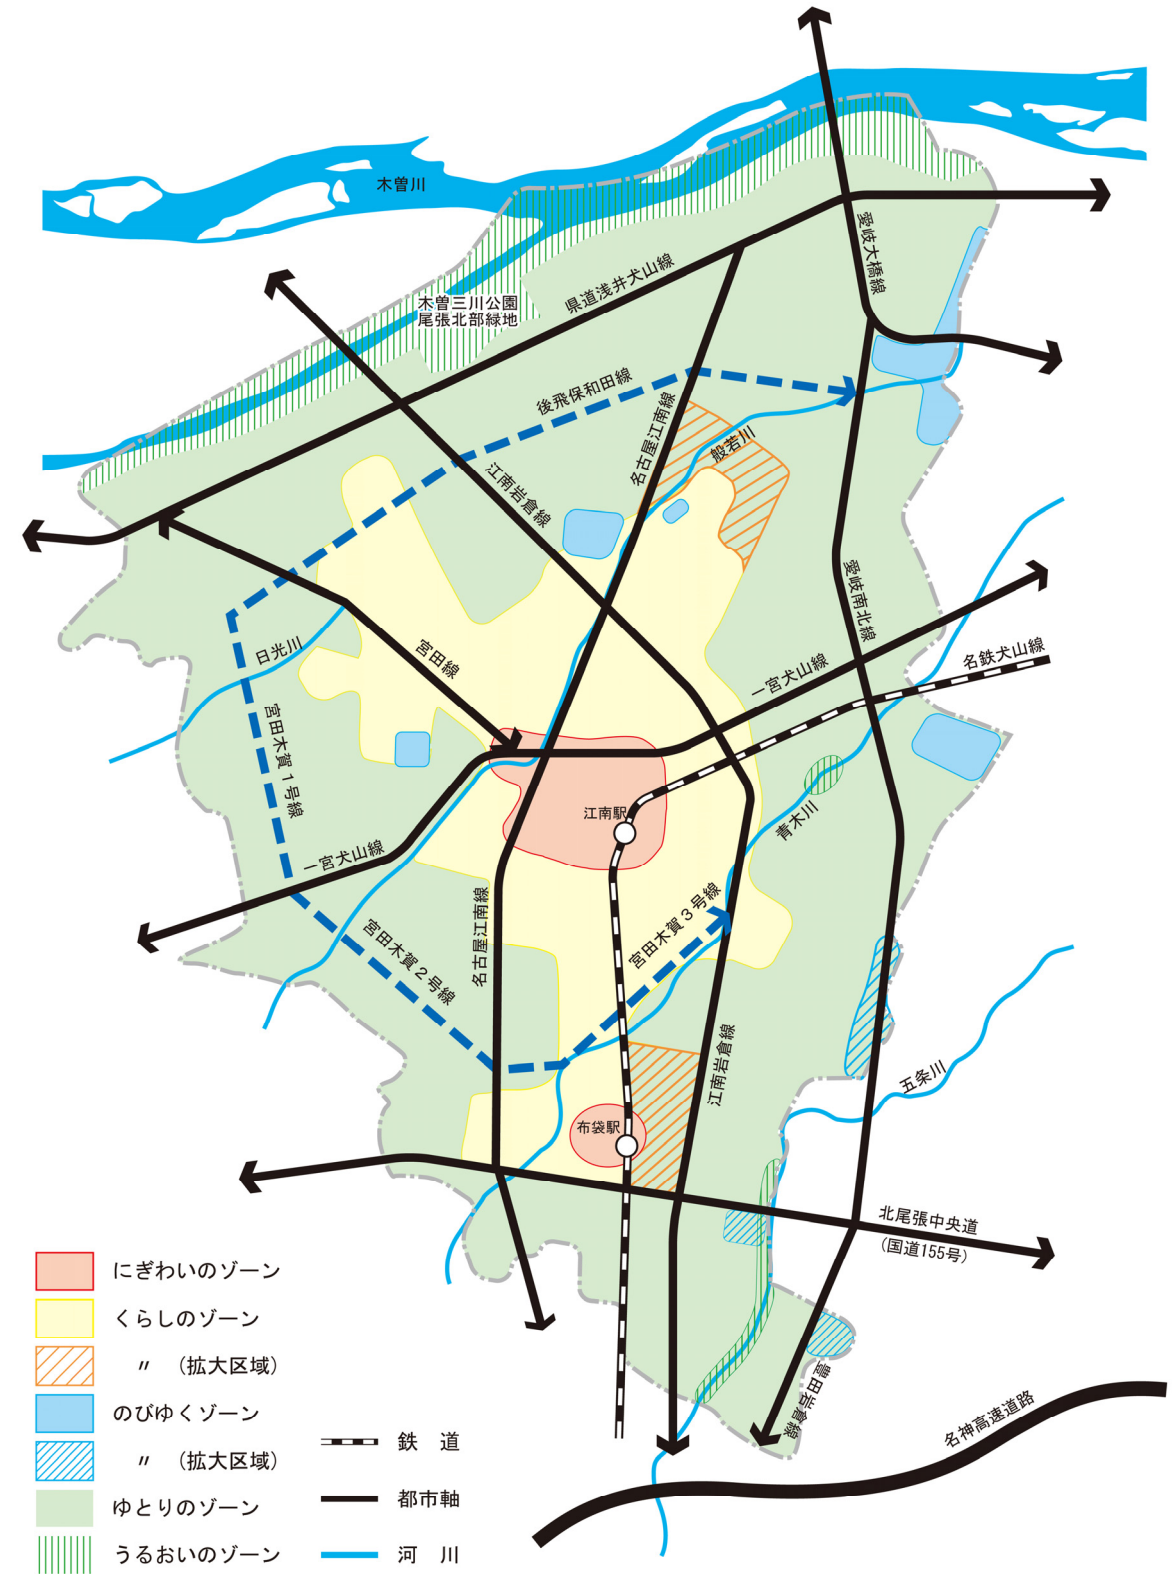 木曽川
愛岐大橋線
県道浅井犬山線
木曽三川公園
尾張北部緑地
後飛保和田線
名古屋江南線
般若川
江南岩倉線
愛岐南北線
日光川
宮田線
一宮犬山線
名鉄犬山線
宮田木賀1号線
江南駅
青木川
一宮犬山線
宮田木賀2号線
名古屋江南線
宮田木賀3号線
江南岩倉線
五条川
布袋駅
北尾張中央道
(国道155号)
豊田岩倉線
名神高速道路
にぎわいのゾーン
くらしのゾーン
〃 (拡大区域)
のびゆくゾーン
〃 (拡大区域)
ゆとりのゾーン
うるおいのゾーン
鉄 道
都市軸
河 川